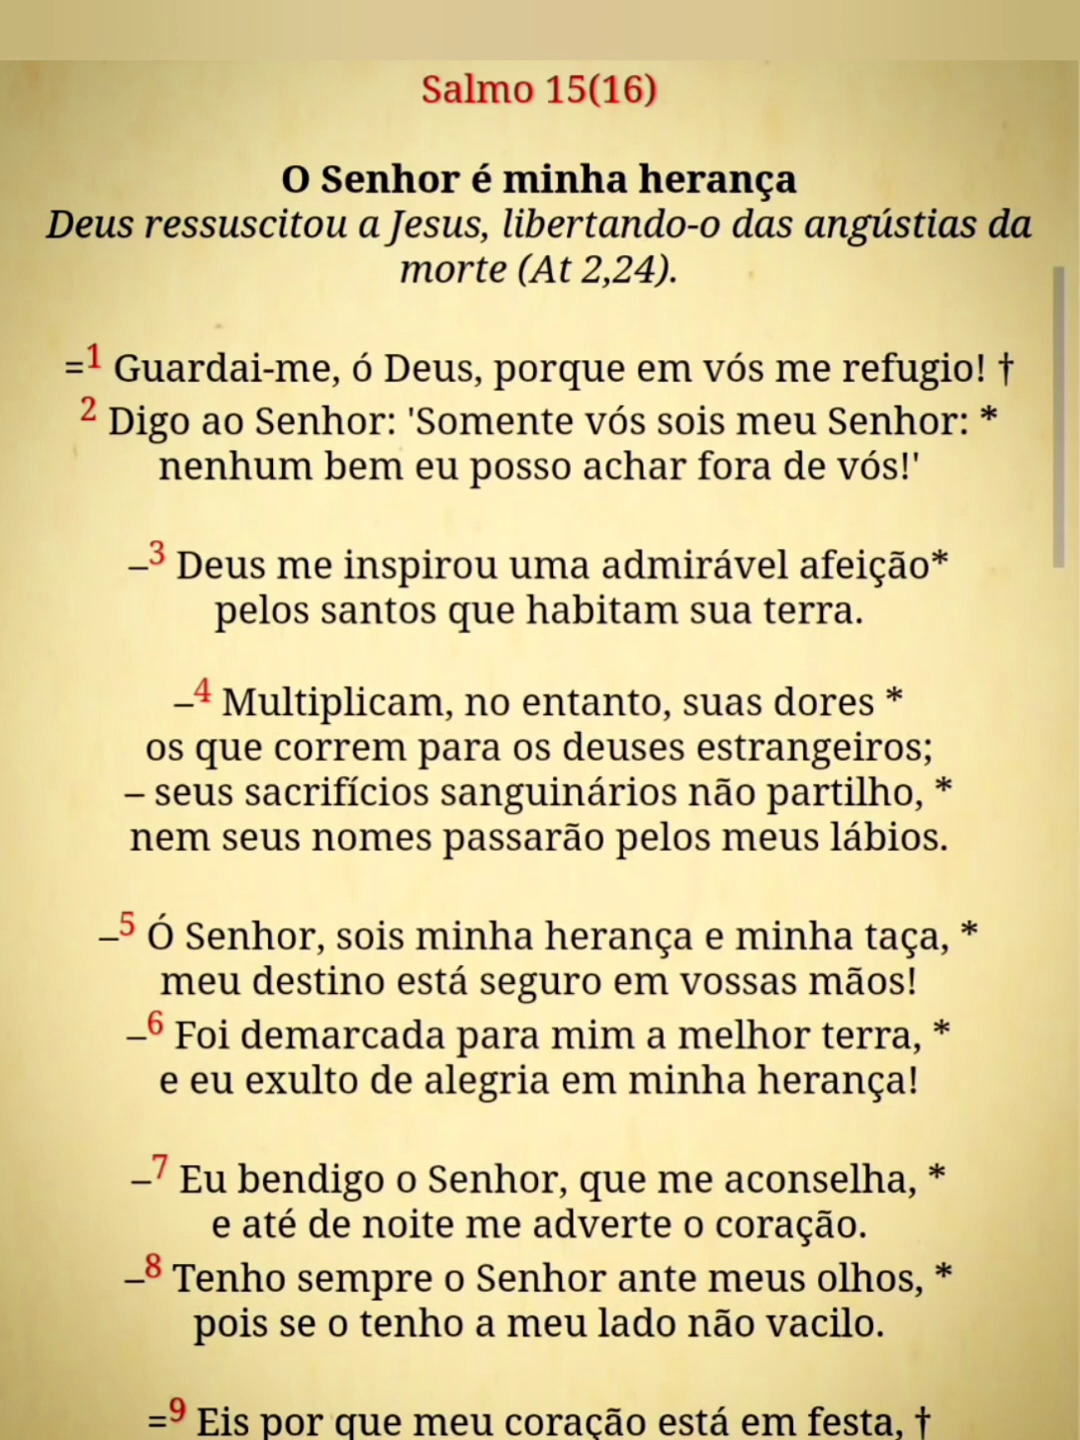 Salmo 15(16)
O Senhor é minha herança
Deus ressuscitou a Jesus, libertando-o das angústias da
morte (At 2,24).
=1 Guardai-me, ó Deus, porque em vós me refugio! †
2 Digo ao Senhor: 'Somente vós sois meu Senhor: *
nenhum bem eu posso achar fora de vós!'
–3 Deus me inspirou uma admirável afeição*
pelos santos que habitam sua terra.
–4 Multiplicam, no entanto, suas dores *
os que correm para os deuses estrangeiros;
– seus sacrifícios sanguinários não partilho, *
nem seus nomes passarão pelos meus lábios.
–5 Ó Senhor, sois minha herança e minha taça, *
meu destino está seguro em vossas mãos!
–6 Foi demarcada para mim a melhor terra, *
e eu exulto de alegria em minha herança!
–7 Eu bendigo o Senhor, que me aconselha, *
e até de noite me adverte o coração.
–8 Tenho sempre o Senhor ante meus olhos, *
pois se o tenho a meu lado não vacilo.
=9 Eis por que meu coração está em festa, †